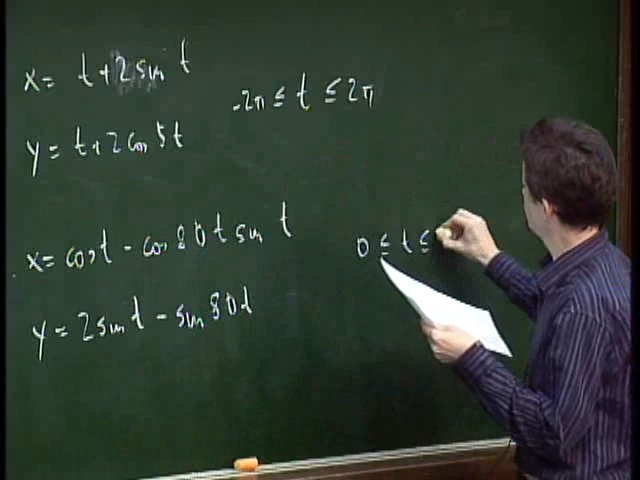 x = t + 2 sin t
-2π ≤ t ≤ 2π
y = t + 2 cos 5t
x = cos t - cos 80t sin t
0 ≤ t ≤
y = 2 sin t - sin 80t